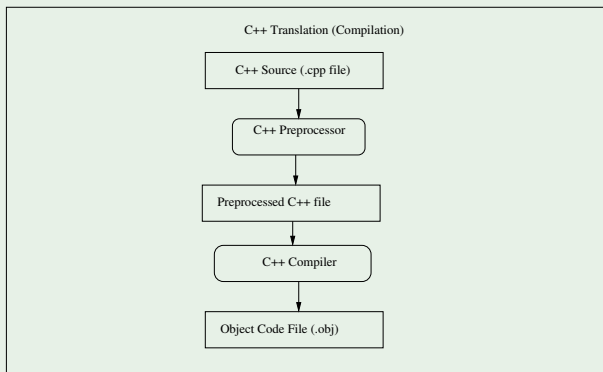 C++ Translation (Compilation)
C++ Source (.cpp file)
C++ Preprocessor
Preprocessed C++ file
C++ Compiler
Object Code File (.obj)